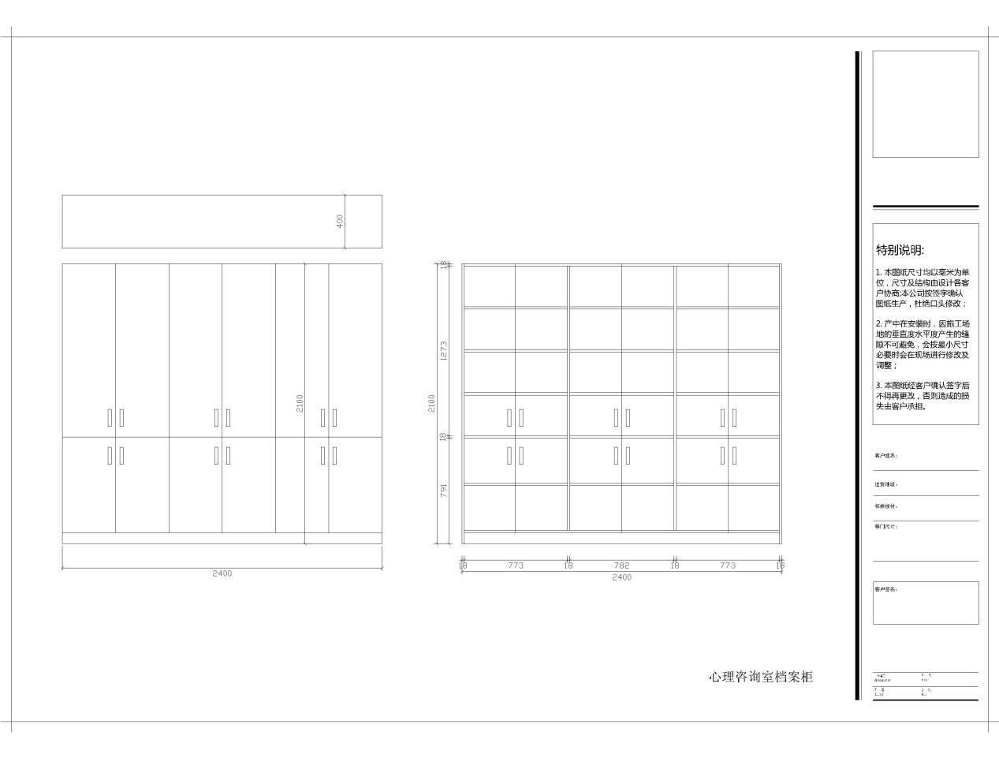 400
2100
2400
18
1273
2100
18
791
18
773
18
782
18
773
18
2400
心理咨询室档案柜
特别说明:
1. 本图纸尺寸均以毫米为单
位，尺寸及结构由设计各客
户协商;本公司按签字确认
图纸生产，杜绝口头修改；
2. 产中在安装时，因施工场
地的垂直度水平度产生的缝
隙不可避免，会按最小尺寸
必要时会在现场进行修改及
调整；
3. 本图纸经客户确认签字后
不得再更改，否则造成的损
失由客户承担。
客户姓名：
送货地址：
柜体板材：
移门尺寸：
客户签名：